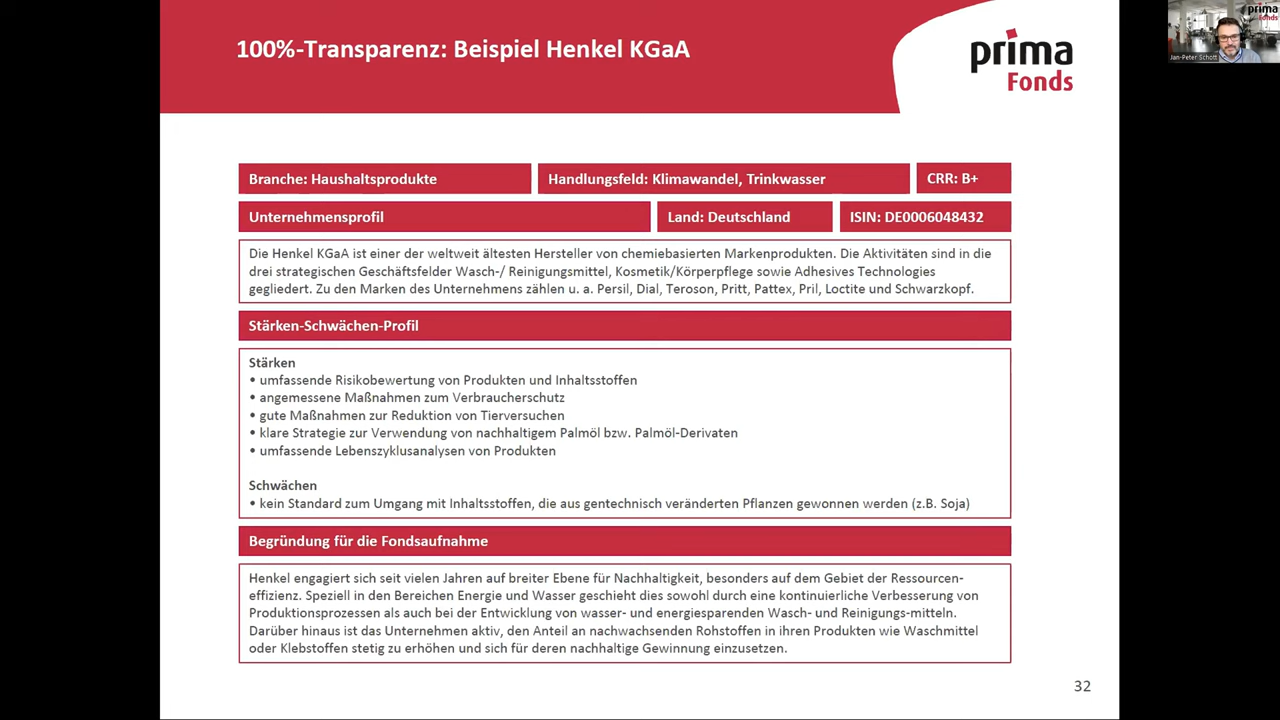 100%-Transparenz: Beispiel Henkel KGaA
prima
Fonds
prima
Fonds
Jan-Peter Schott
Branche: Haushaltsprodukte
Handlungsfeld: Klimawandel, Trinkwasser
CRR: B+
Unternehmensprofil
Land: Deutschland
ISIN: DE0006048432
Die Henkel KGaA ist einer der weltweit ältesten Hersteller von chemiebasierten Markenprodukten. Die Aktivitäten sind in die
drei strategischen Geschäftsfelder Wasch-/ Reinigungsmittel, Kosmetik/Körperpflege sowie Adhesives Technologies
gegliedert. Zu den Marken des Unternehmens zählen u. a. Persil, Dial, Teroson, Pritt, Pattex, Pril, Loctite und Schwarzkopf.
Stärken-Schwächen-Profil
Stärken
• umfassende Risikobewertung von Produkten und Inhaltsstoffen
• angemessene Maßnahmen zum Verbraucherschutz
• gute Maßnahmen zur Reduktion von Tierversuchen
• klare Strategie zur Verwendung von nachhaltigem Palmöl bzw. Palmöl-Derivaten
• umfassende Lebenszyklusanalysen von Produkten
Schwächen
• kein Standard zum Umgang mit Inhaltsstoffen, die aus gentechnisch veränderten Pflanzen gewonnen werden (z.B. Soja)
Begründung für die Fondsaufnahme
Henkel engagiert sich seit vielen Jahren auf breiter Ebene für Nachhaltigkeit, besonders auf dem Gebiet der Ressourcen-
effizienz. Speziell in den Bereichen Energie und Wasser geschieht dies sowohl durch eine kontinuierliche Verbesserung von
Produktionsprozessen als auch bei der Entwicklung von wasser- und energiesparenden Wasch- und Reinigungs-mitteln.
Darüber hinaus ist das Unternehmen aktiv, den Anteil an nachwachsenden Rohstoffen in ihren Produkten wie Waschmittel
oder Klebstoffen stetig zu erhöhen und sich für deren nachhaltige Gewinnung einzusetzen.
32